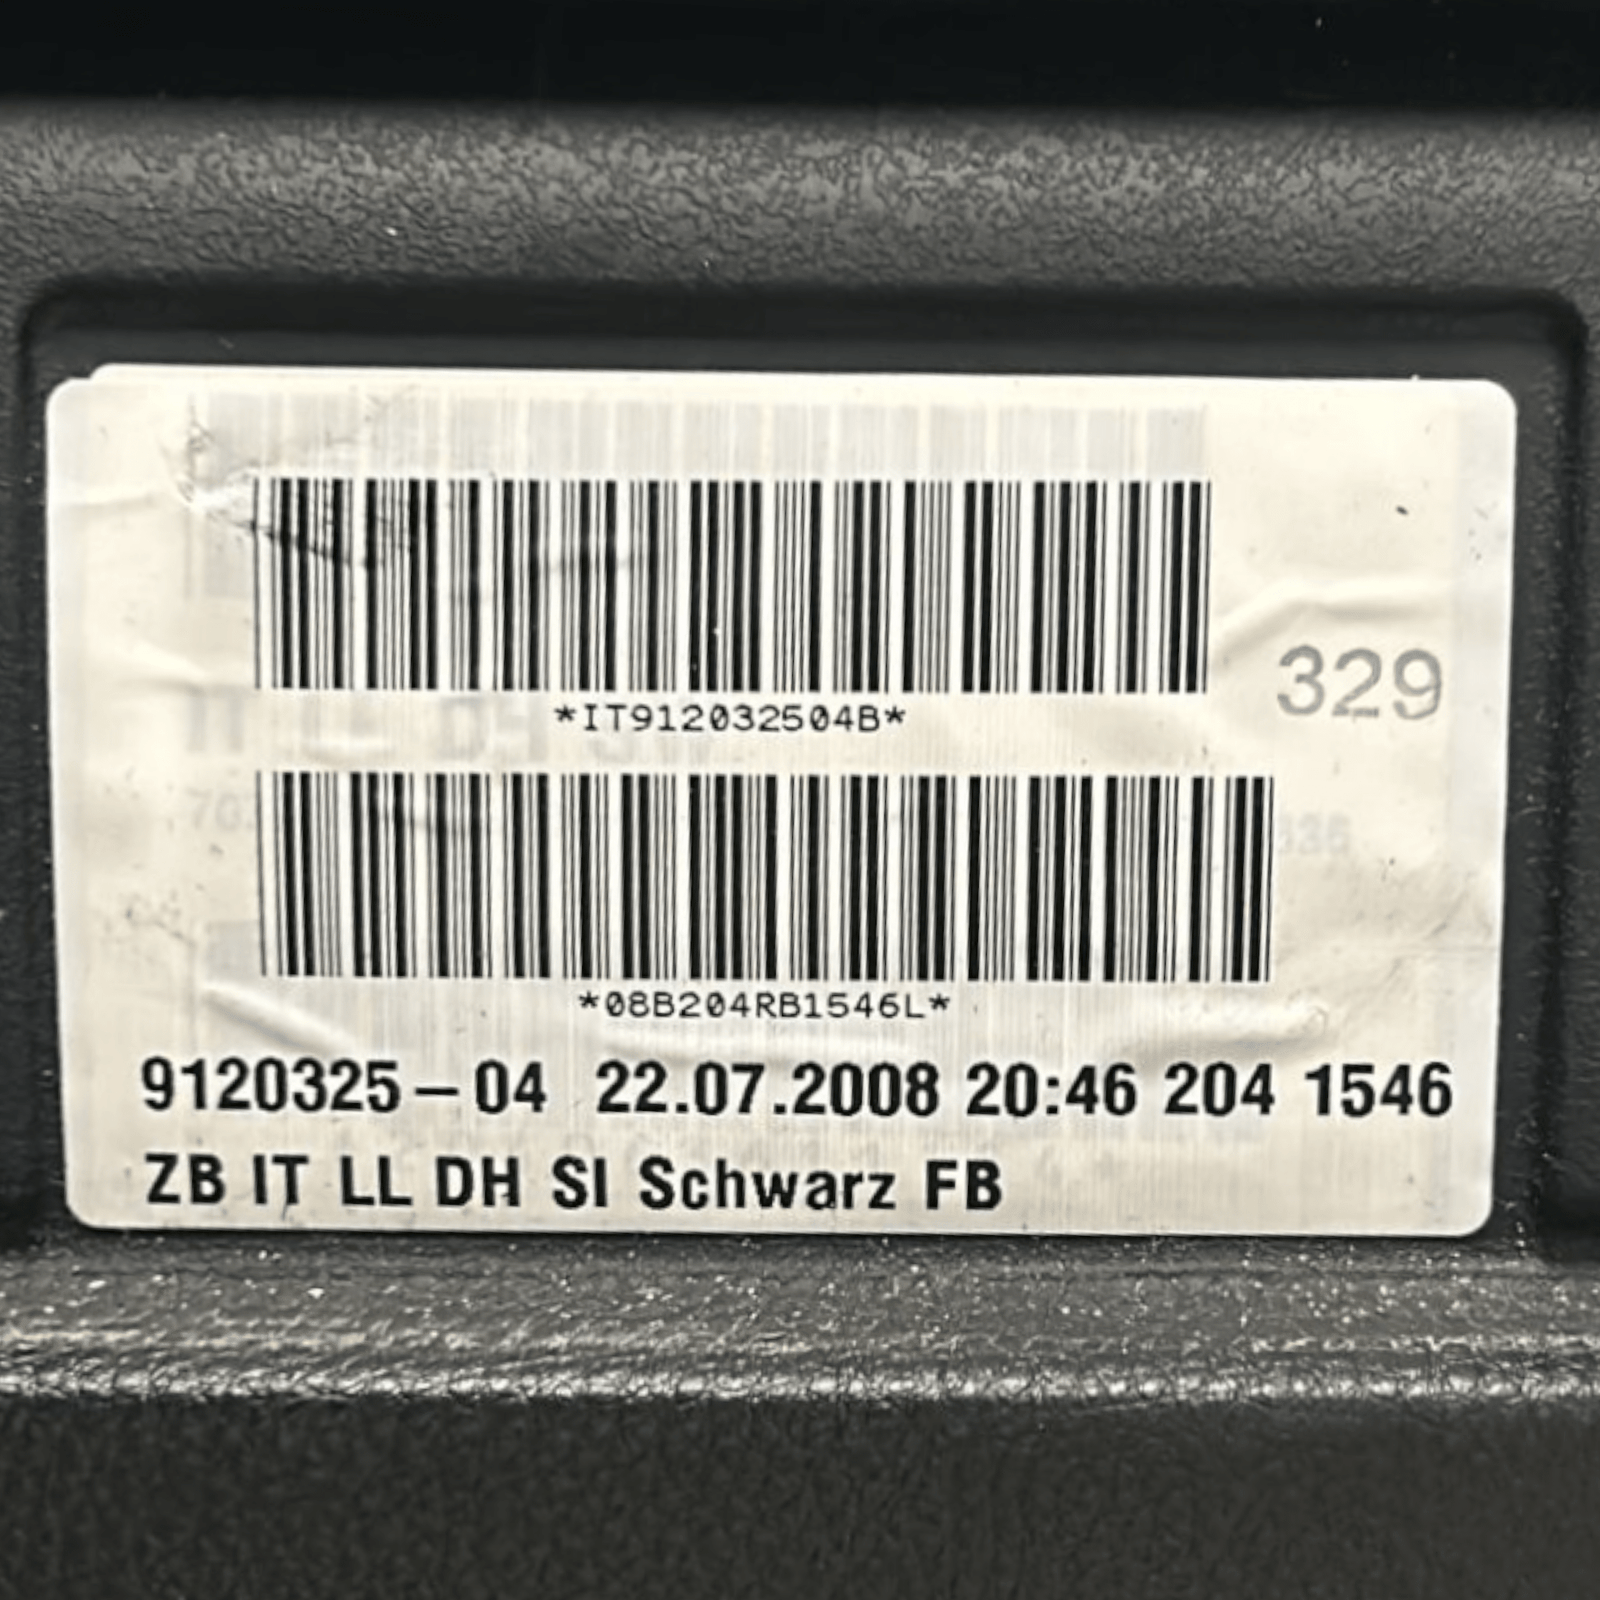 329
*IT912032504B*
*08B204RB1546L*
9120325-04 22.07.2008 20:46 204 1546
ZB IT LL DH SI Schwarz FB